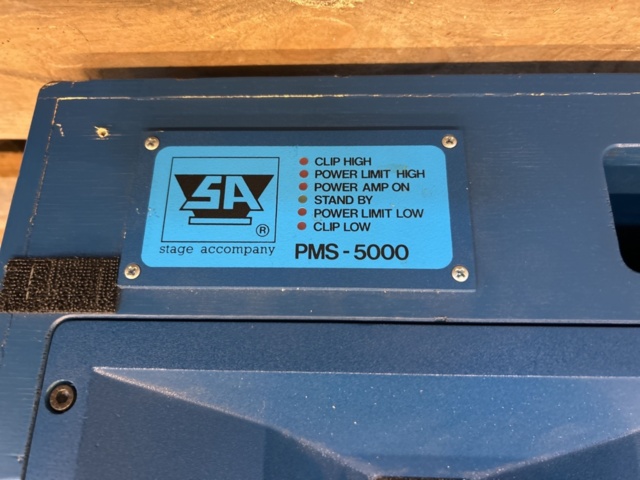 SA
®
stage accompany
CLIP HIGH
POWER LIMIT HIGH
POWER AMP ON
STAND BY
POWER LIMIT LOW
CLIP LOW
PMS-5000